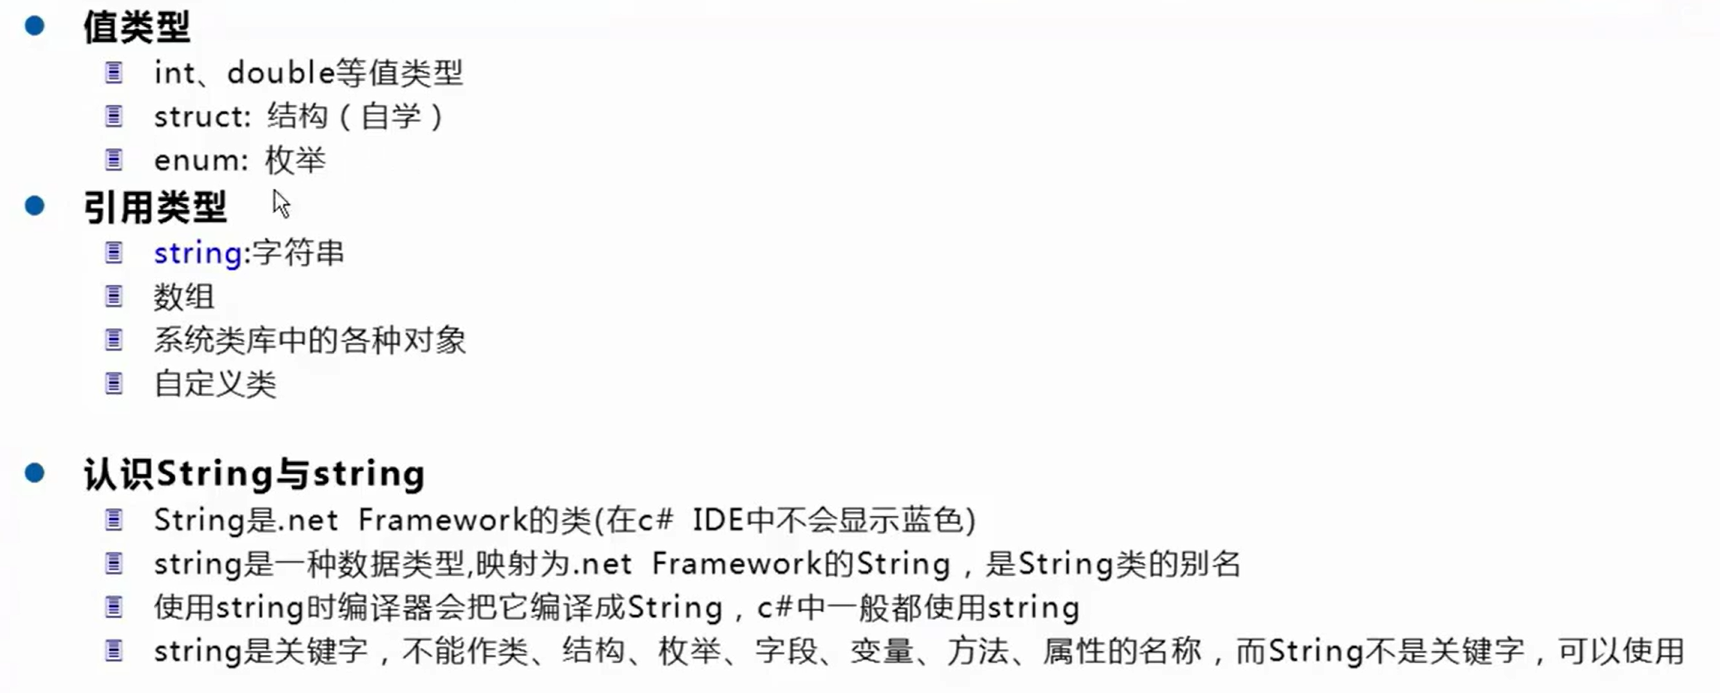 值类型
int、double等值类型
struct: 结构（自学）
enum: 枚举
引用类型
string:字符串
数组
系统类库中的各种对象
自定义类
认识String与string
String是.net Framework的类(在c# IDE中不会显示蓝色)
string是一种数据类型,映射为.net Framework的String，是String类的别名
使用string时编译器会把它编译成String，c#中一般都使用string
string是关键字，不能作类、结构、枚举、字段、变量、方法、属性的名称，而String不是关键字，可以使用